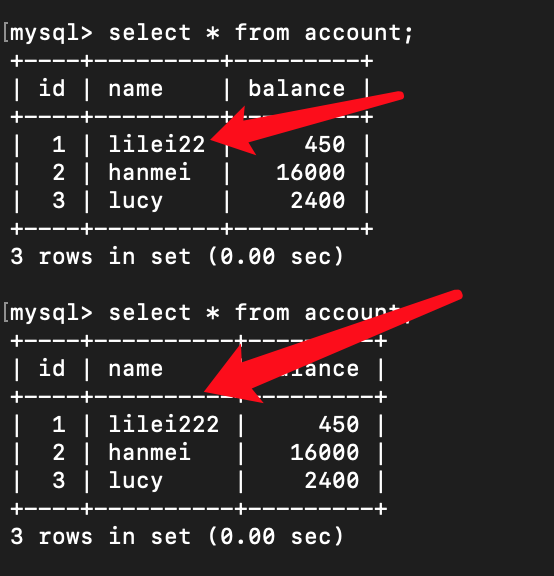 mysql> select * from account;
+----+----------+---------+
| id | name | balance |
+----+----------+---------+
| 1 | lilei22 | 450 |
| 2 | hanmei | 16000 |
| 3 | lucy | 2400 |
+----+----------+---------+
3 rows in set (0.00 sec)
mysql> select * from account;
+----+----------+---------+
| id | name | lance |
+----+----------+---------+
| 1 | lilei222 | 450 |
| 2 | hanmei | 16000 |
| 3 | lucy | 2400 |
+----+----------+---------+
3 rows in set (0.00 sec)